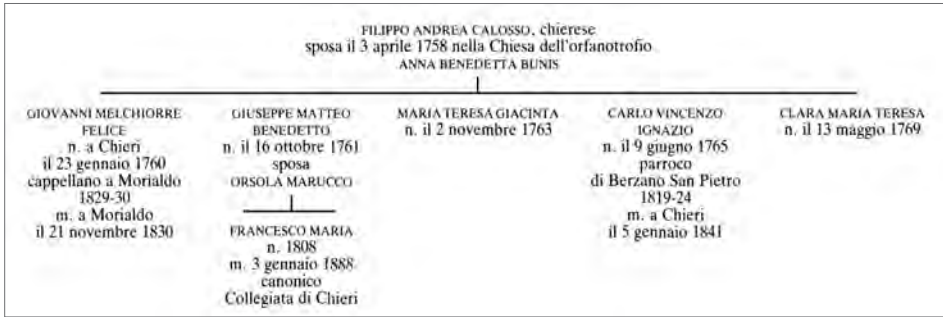 FILIPPO ANDREA CALOSSO, chierese
sposa il 3 aprile 1758 nella Chiesa dell'orfanotrofio
ANNA BENEDETTA BUNIS
GIOVANNI MELCHIORRE
FELICE
n. a Chieri
il 23 gennaio 1760
cappellano a Morialdo
1829-30
m. a Morialdo
il 21 novembre 1830
GIUSEPPE MATTEO
BENEDETTO
n. il 16 ottobre 1761
sposa
ORSOLA MARUCCO
FRANCESCO MARIA
n. 1808
m. 3 gennaio 1888
canonico
Collegiata di Chieri
MARIA TERESA GIACINTA
n. il 2 novembre 1763
CARLO VINCENZO
IGNAZIO
n. il 9 giugno 1765
parroco
di Berzano San Pietro
1819-24
m. a Chieri
il 5 gennaio 1841
CLARA MARIA TERESA
n. il 13 maggio 1769